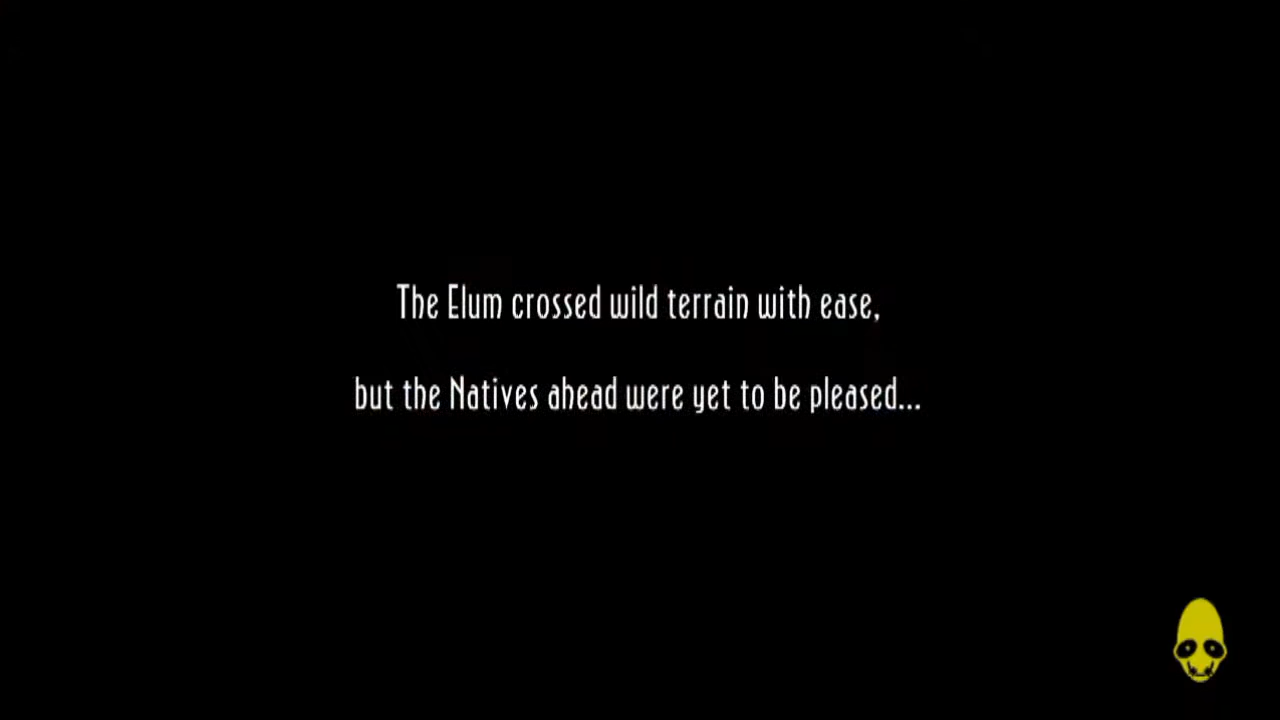 The Elum crossed wild terrain with ease,
but the Natives ahead were yet to be pleased...